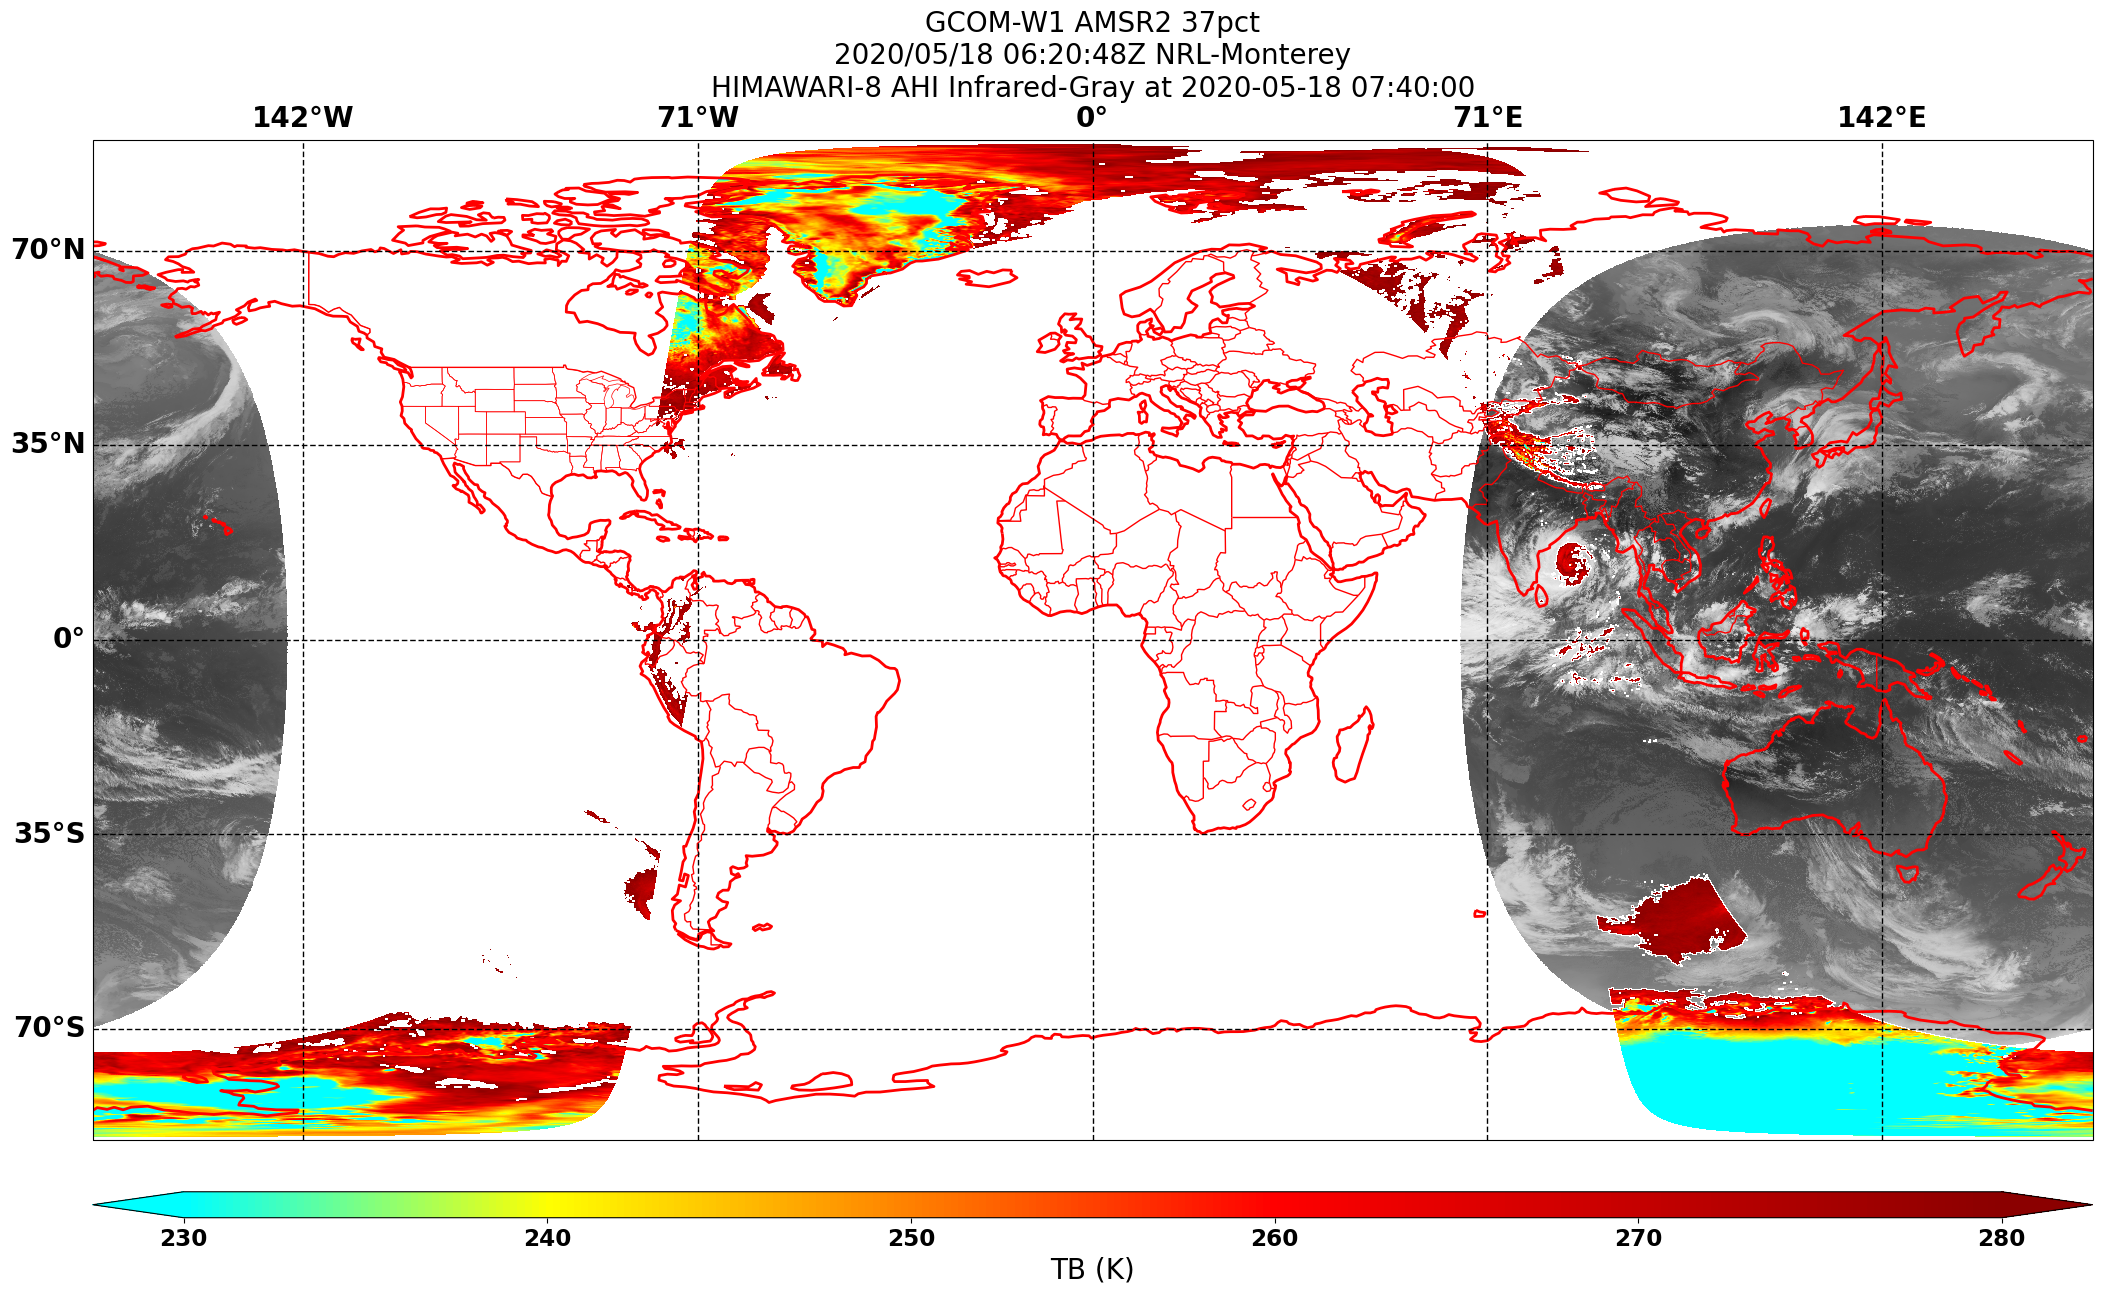 GCOM-W1 AMSR2 37pct
2020/05/18 06:20:48Z NRL-Monterey
HIMAWARI-8 AHI Infrared-Gray at 2020-05-18 07:40:00
142°W 71°W 0° 71°E 142°E
70°N
35°N
0°
35°S
70°S
230 240 250 260 270 280
TB (K)